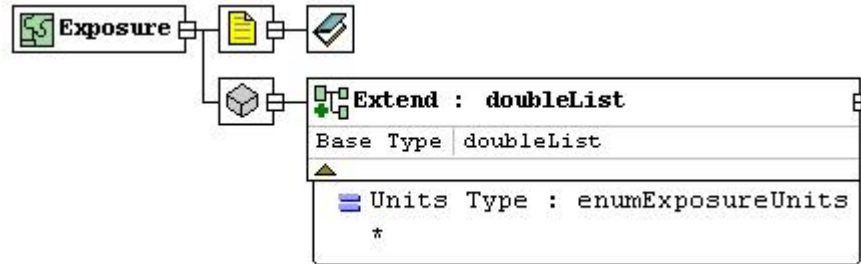 Exposure
Extend : doubleList
Base Type doubleList
Units Type : enumExposureUnits
*